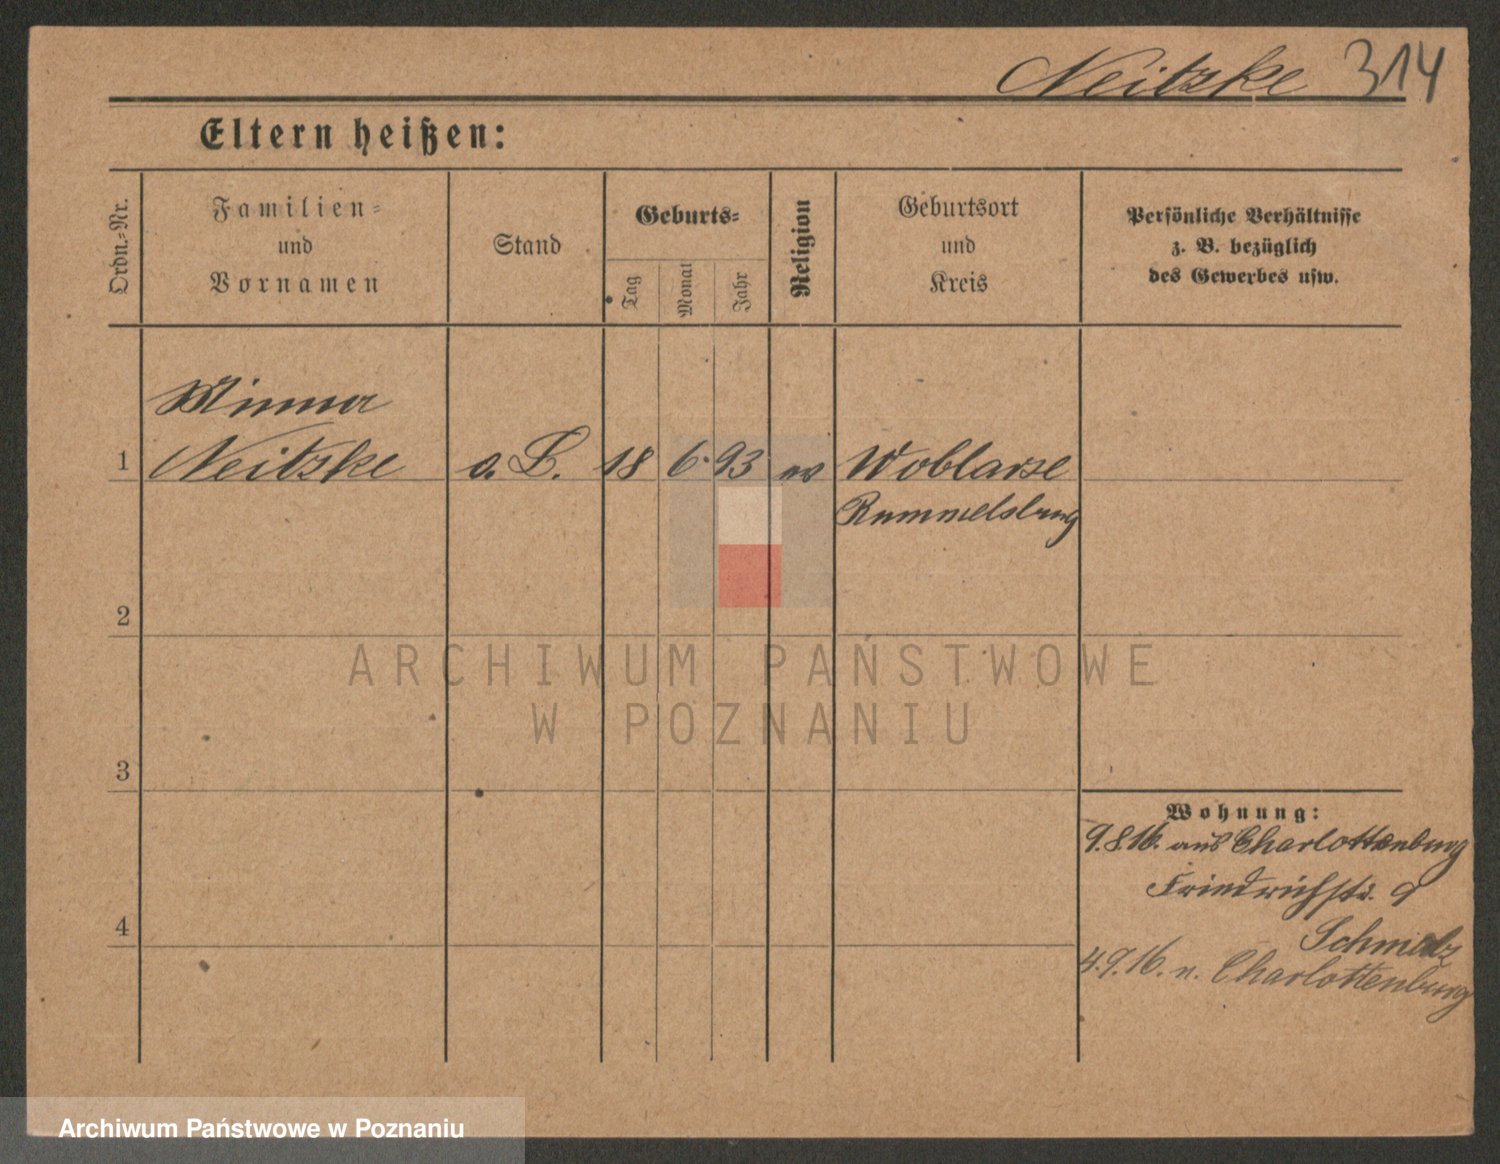 Neitzke 314
Eltern heißen:
Ordn.-Nr.
Familien-
und
Vornamen
Stand
Geburts-
Tag
Monat
Jahr
Religion
Geburtsort
und
Kreis
Persönliche Verhältnisse
z. B. bezüglich
des Gewerbes usw.
Minna
1 Neitzke o. B. 18 6. 93 ev Woblanse
Rummelsburg
2
ARCHIWUM PAŃSTWOWE
W POZNANIU
3
Wohnung:
9.8.16. aus Charlottenburg
Friedrichstr. 9
4
Schmalz
4.9.16. n. Charlottenburg
Archiwum Państwowe w Poznaniu